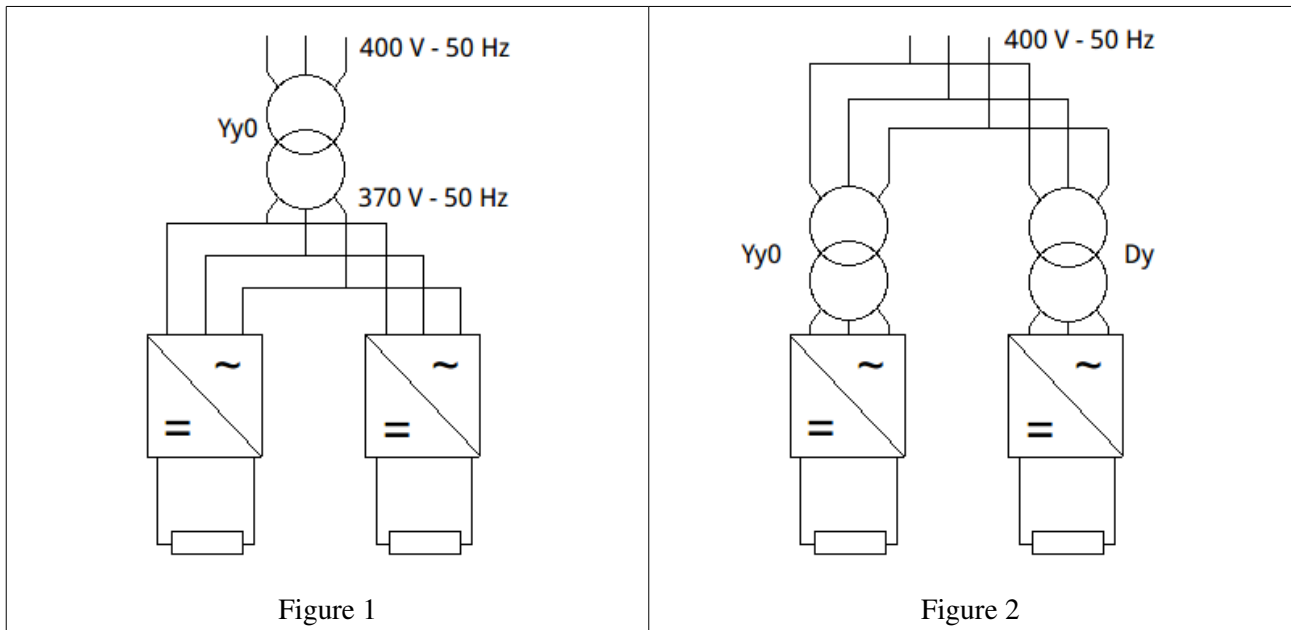 400 V - 50 Hz
Yy0
370 V - 50 Hz
~ ~
= =
Figure 1
400 V - 50 Hz
Yy0 Dy
~ ~
= =
Figure 2